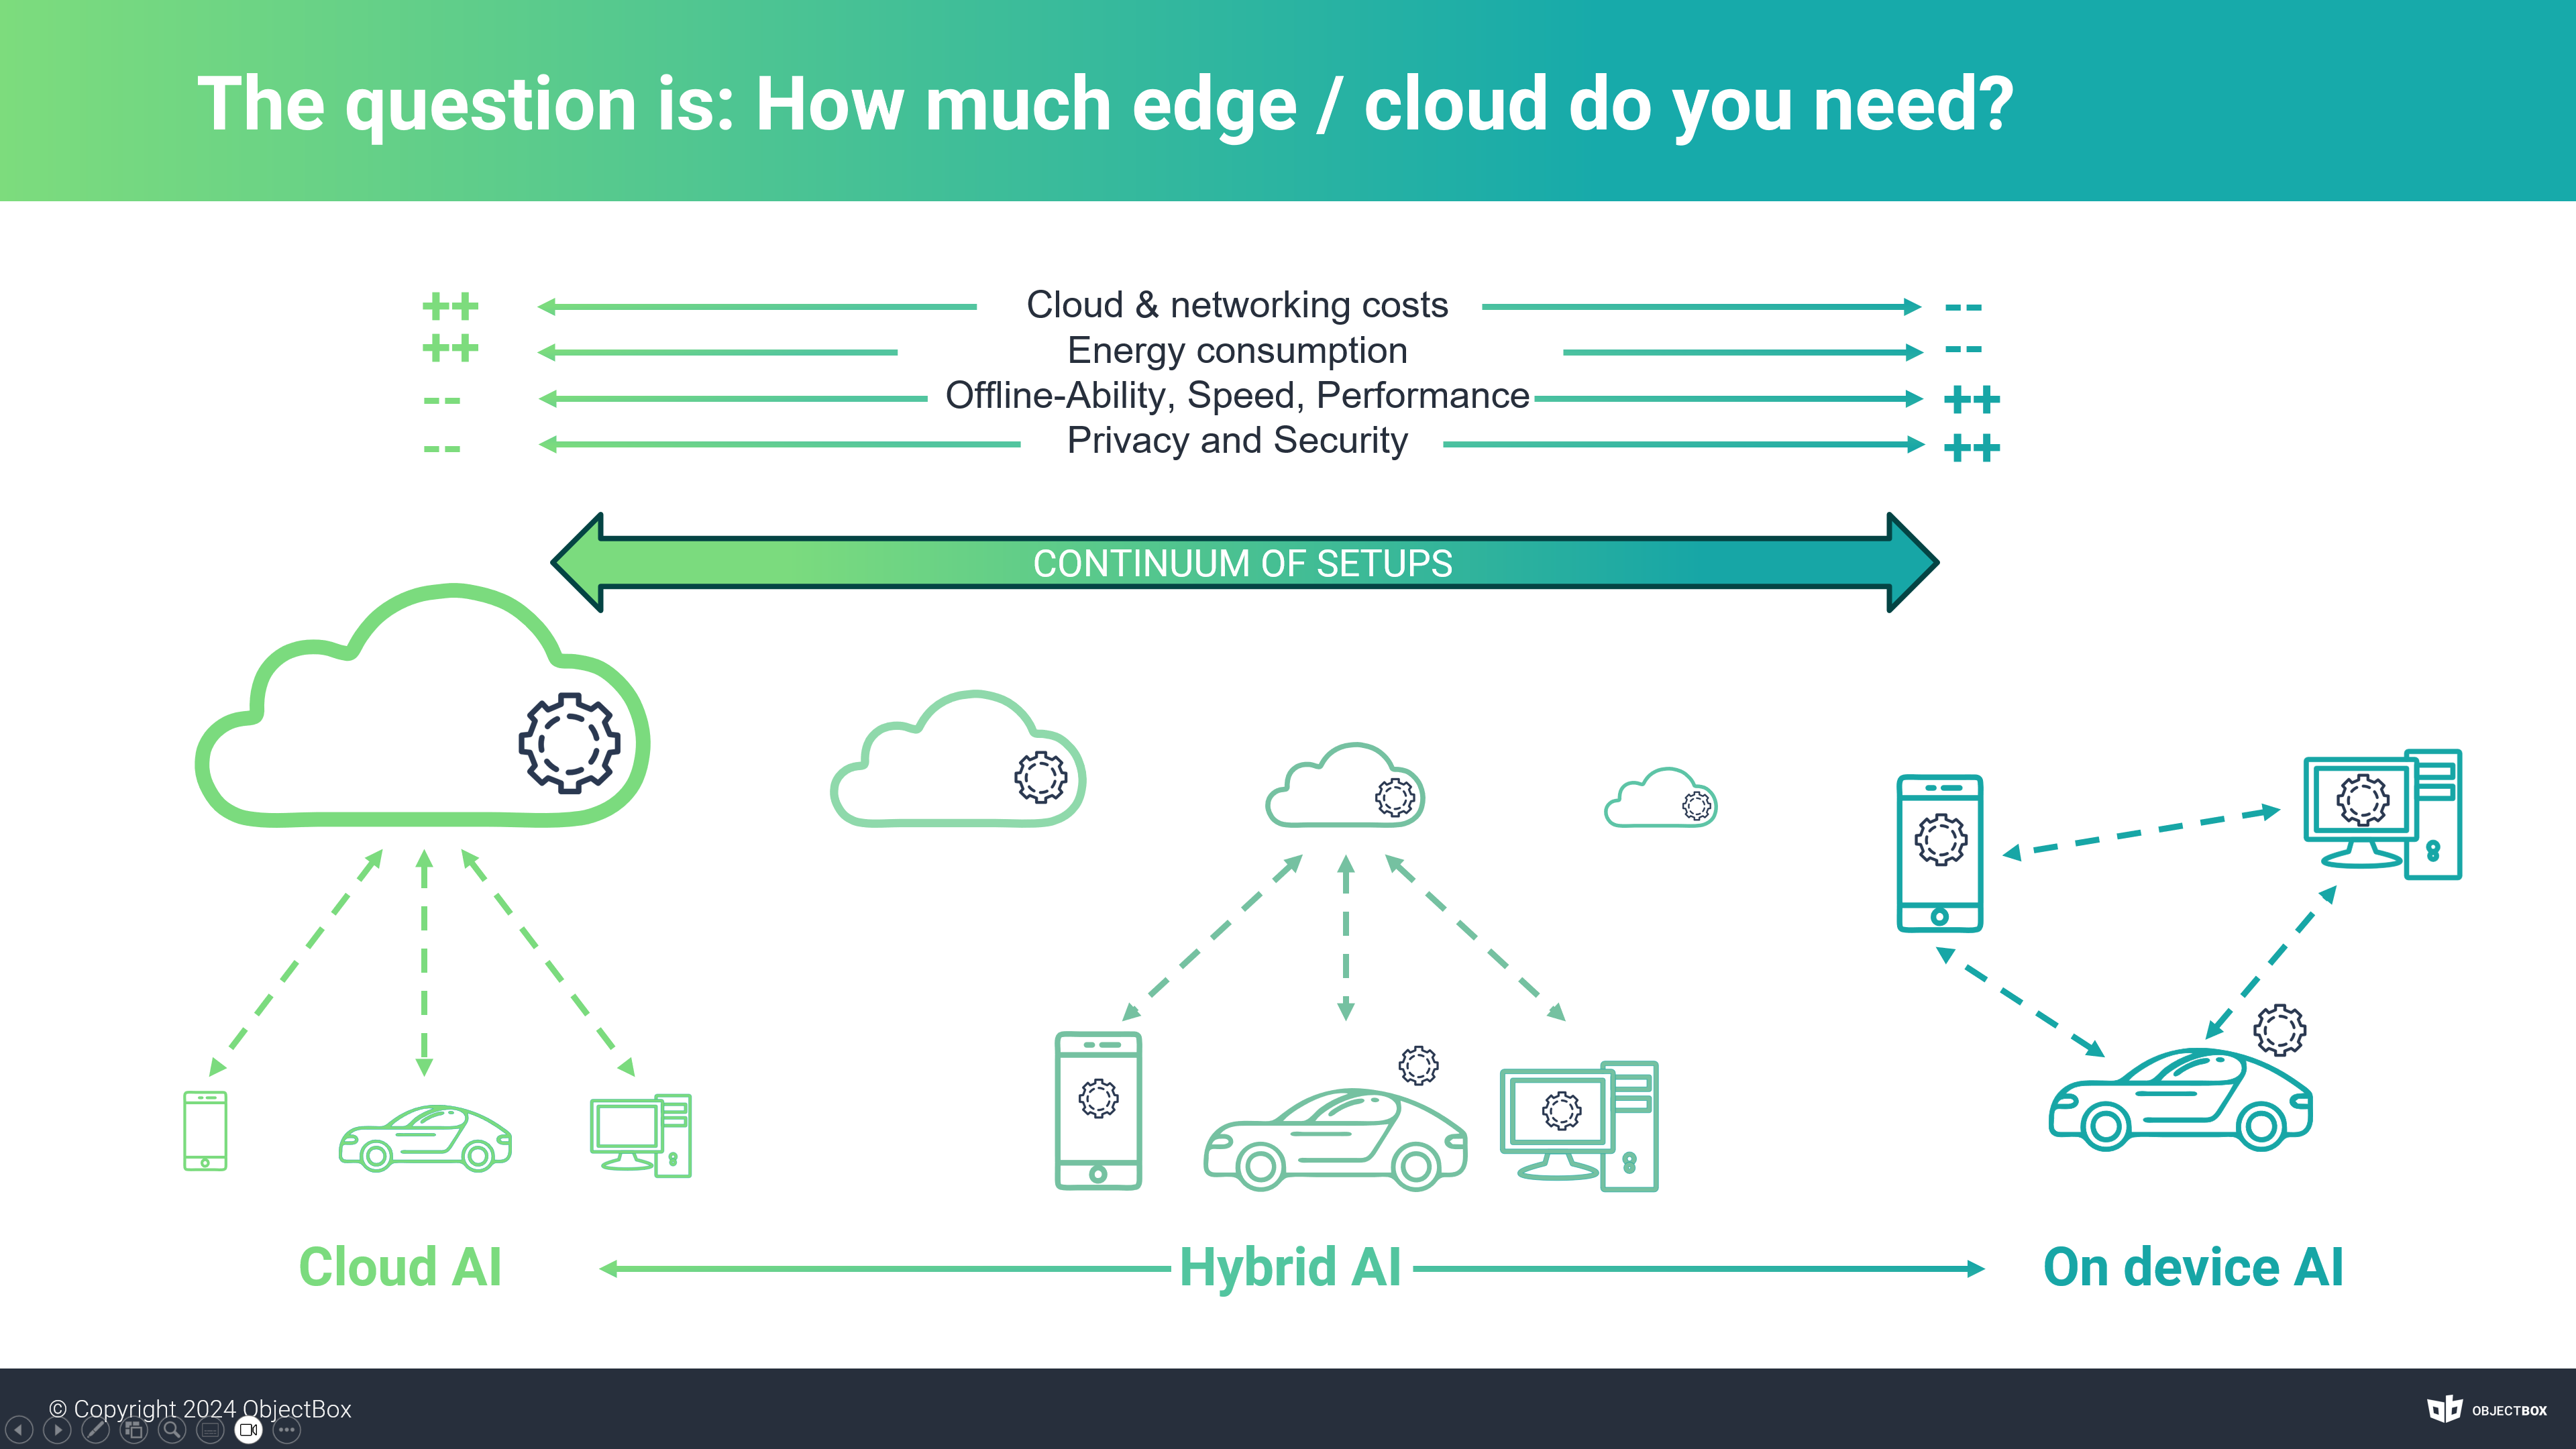 The question is: How much edge / cloud do you need?
++ Cloud & networking costs --
++ Energy consumption --
-- Offline-Ability, Speed, Performance ++
-- Privacy and Security ++
CONTINUUM OF SETUPS
Cloud AI Hybrid AI On device AI
© Copyright 2024 ObjectBox
OBJECTBOX